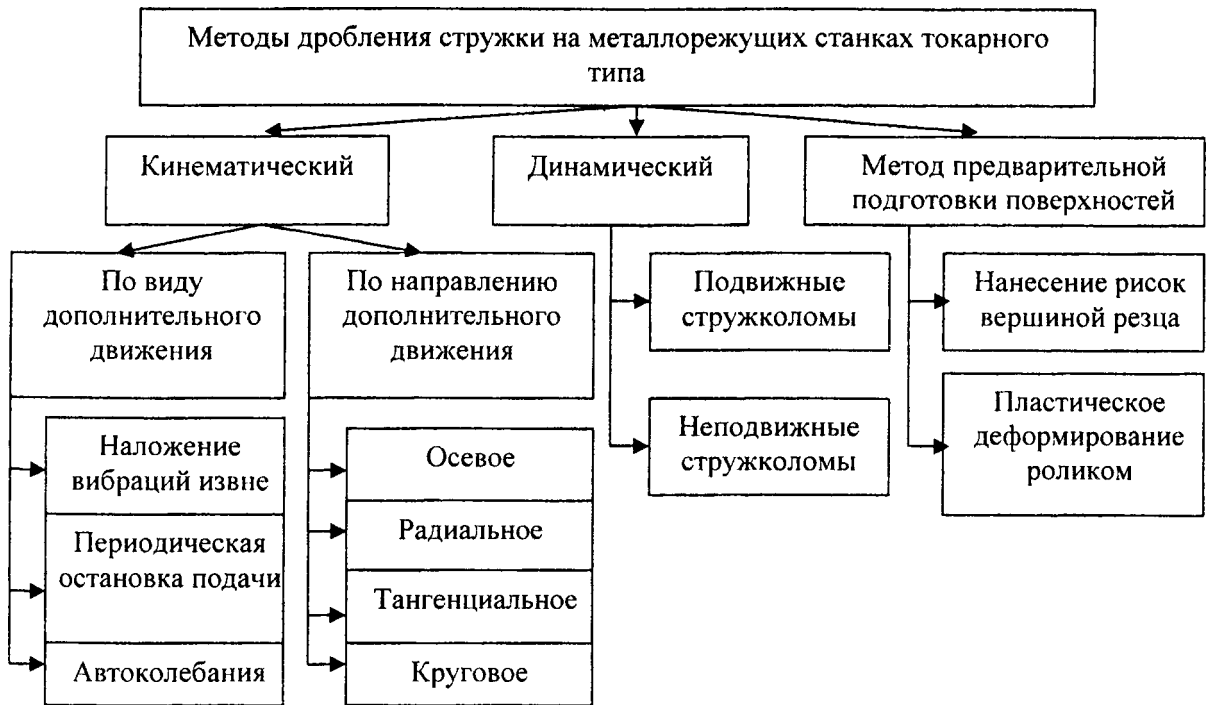 Методы дробления стружки на металлорежущих станках токарного
типа
Кинематический
Динамический
Метод предварительной
подготовки поверхностей
По виду
дополнительного
движения
По направлению
дополнительного
движения
Подвижные
стружколомы
Нанесение рисок
вершиной резца
Неподвижные
стружколомы
Пластическое
деформирование
роликом
Наложение
вибраций извне
Периодическая
остановка подачи
Автоколебания
Осевое
Радиальное
Тангенциальное
Круговое